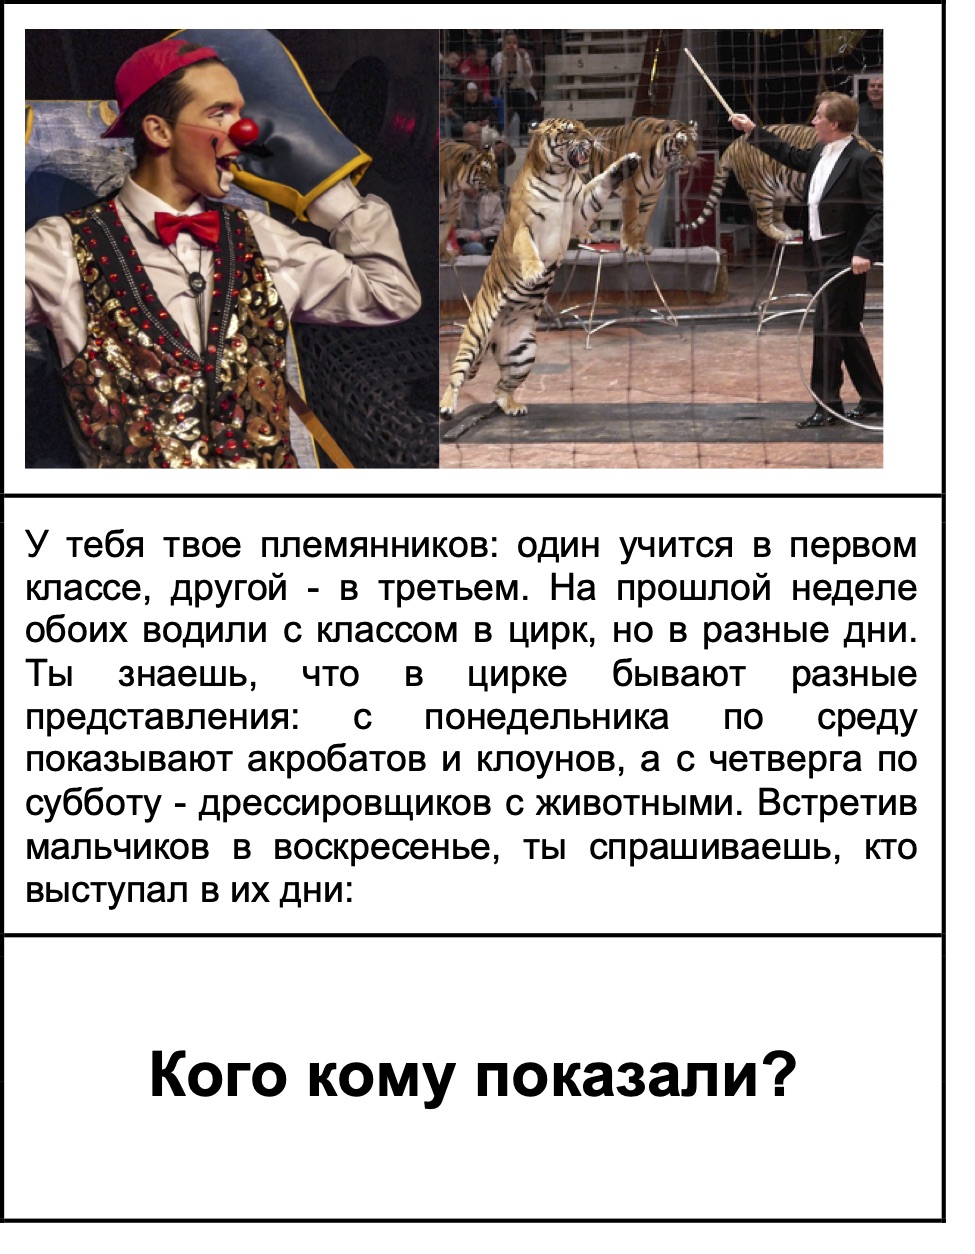 У тебя твое племянников: один учится в первом
классе, другой - в третьем. На прошлой неделе
обоих водили с классом в цирк, но в разные дни.
Ты знаешь, что в цирке бывают разные
представления: с понедельника по среду
показывают акробатов и клоунов, а с четверга по
субботу - дрессировщиков с животными. Встретив
мальчиков в воскресенье, ты спрашиваешь, кто
выступал в их дни:
Кого кому показали?